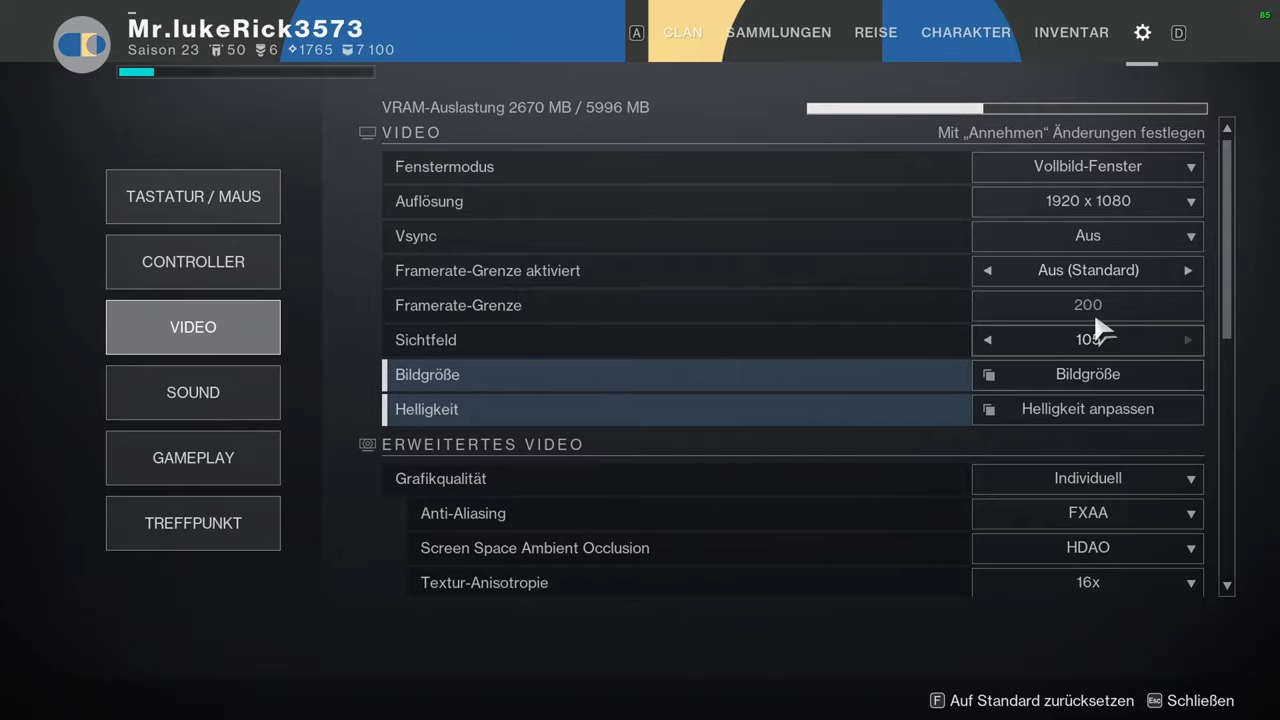 85
Mr.lukeRick3573
Saison 23 50 6 1765 7 100
A CLAN SAMMLUNGEN REISE CHARAKTER INVENTAR D
VRAM-Auslastung 2670 MB / 5996 MB
VIDEO Mit „Annehmen“ Änderungen festlegen
Fenstermodus Vollbild-Fenster
Auflösung 1920 x 1080
Vsync Aus
Framerate-Grenze aktiviert Aus (Standard)
Framerate-Grenze 200
Sichtfeld 105
Bildgröße Bildgröße
Helligkeit Helligkeit anpassen
ERWEITERTES VIDEO
Grafikqualität Individuell
Anti-Aliasing FXAA
Screen Space Ambient Occlusion HDAO
Textur-Anisotropie 16x
TASTATUR / MAUS
CONTROLLER
VIDEO
SOUND
GAMEPLAY
TREFFPUNKT
F Auf Standard zurücksetzen Esc Schließen